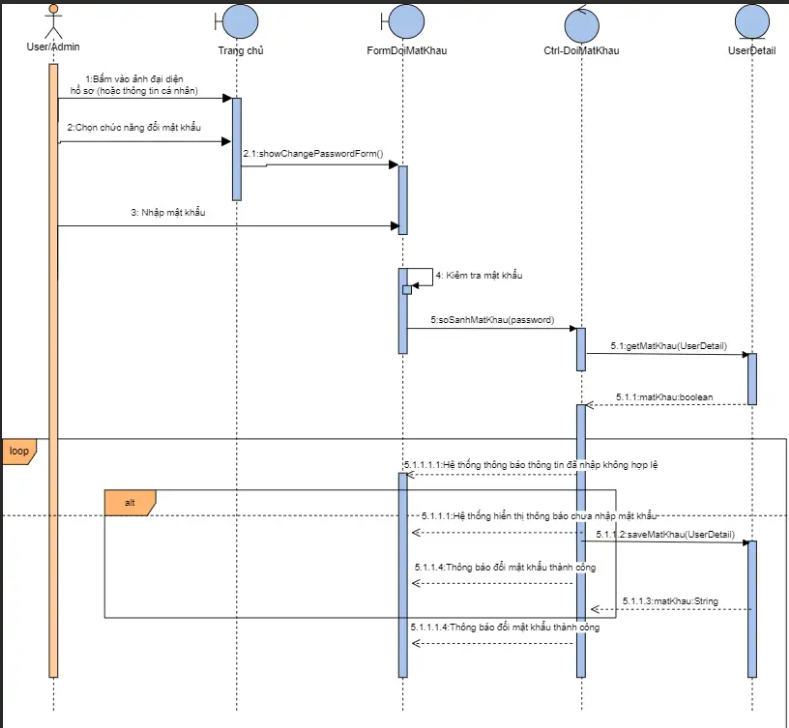 User/Admin
Trang chủ
FormDoiMatKhau
Ctrl-DoiMatKhau
UserDetail
1:Bấm vào ảnh đại diện
hồ sơ (hoặc thông tin cá nhân)
2:Chọn chức năng đổi mật khẩu
2.1:showChangePasswordForm()
3: Nhập mật khẩu
4: Kiểm tra mật khẩu
5:soSanhMatKhau(password)
5.1:getMatKhau(UserDetail)
5.1.1:matKhau:boolean
loop
5.1.1.1.1:Hệ thống thông báo thông tin đã nhập không hợp lệ
alt
5.1.1.1:Hệ thống hiển thị thông báo chưa nhập mật khẩu
5.1.1.2:saveMatKhau(UserDetail)
5.1.1.4:Thông báo đổi mật khẩu thành công
5.1.1.3:matKhau:String
5.1.1.1.4:Thông báo đổi mật khẩu thành công